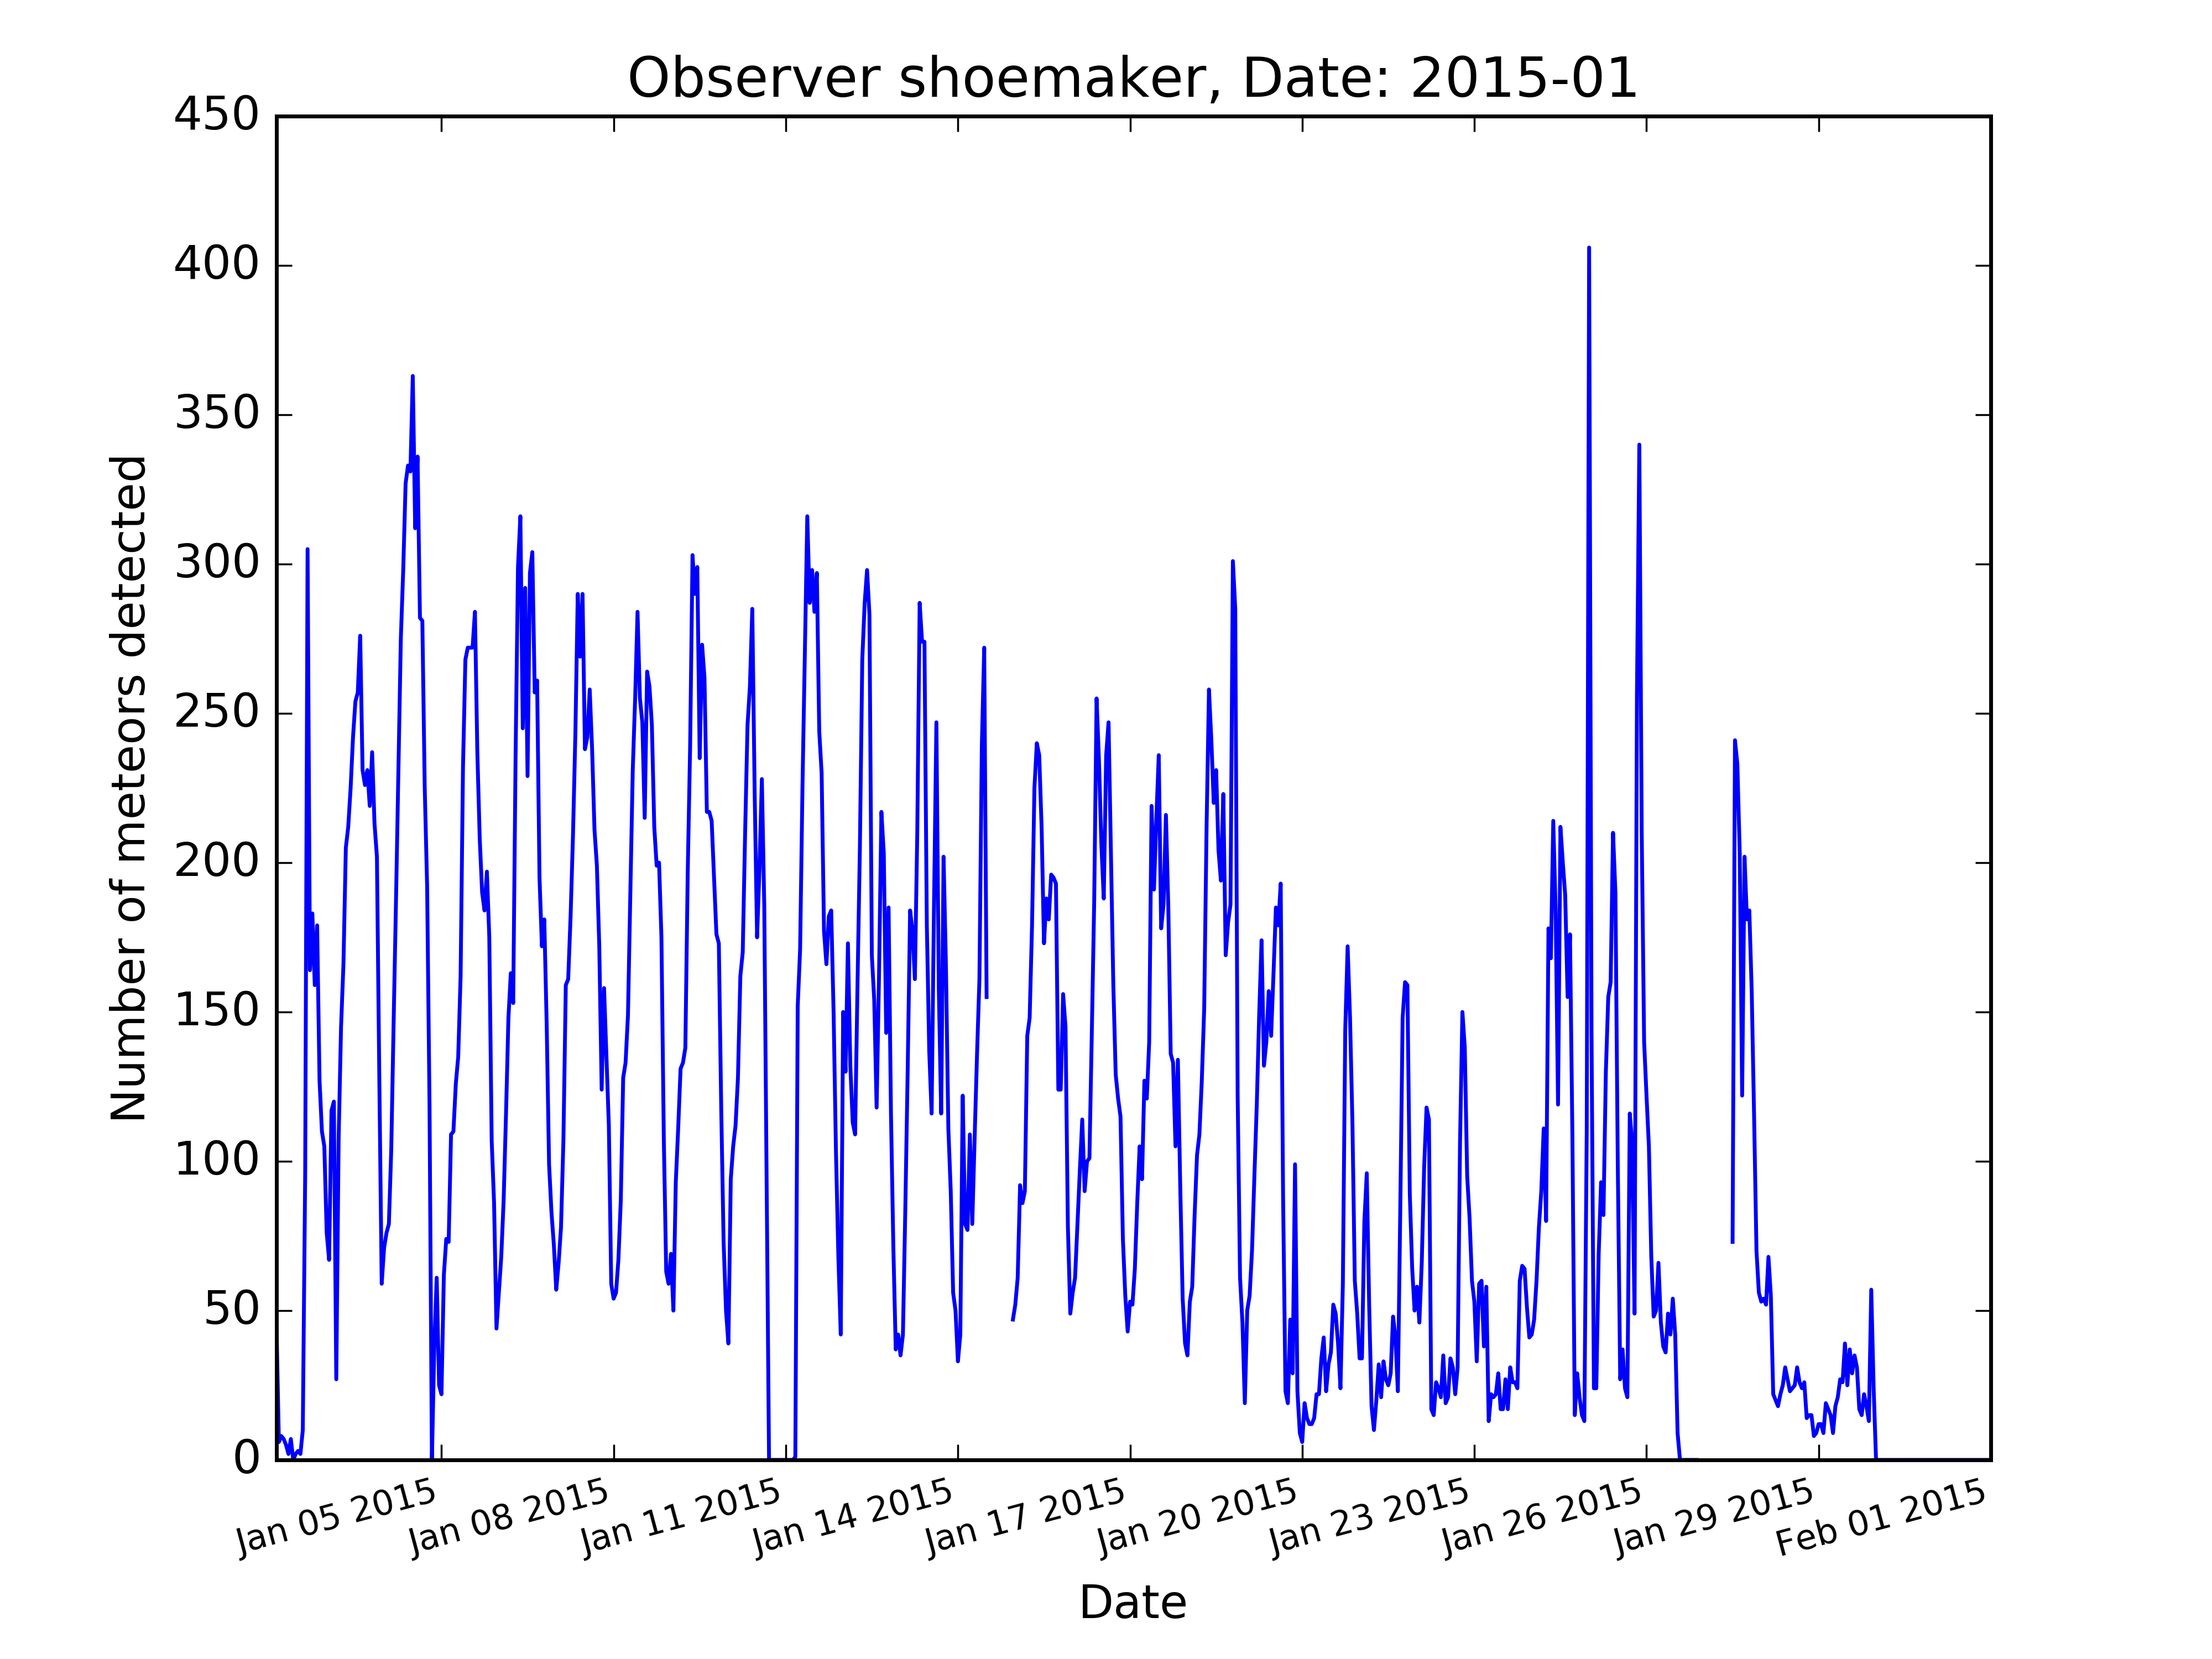 Observer shoemaker, Date: 2015-01
450
400
350
300
250
200
150
100
50
0
Number of meteors detected
Jan 05 2015
Jan 08 2015
Jan 11 2015
Jan 14 2015
Jan 17 2015
Jan 20 2015
Jan 23 2015
Jan 26 2015
Jan 29 2015
Feb 01 2015
Date